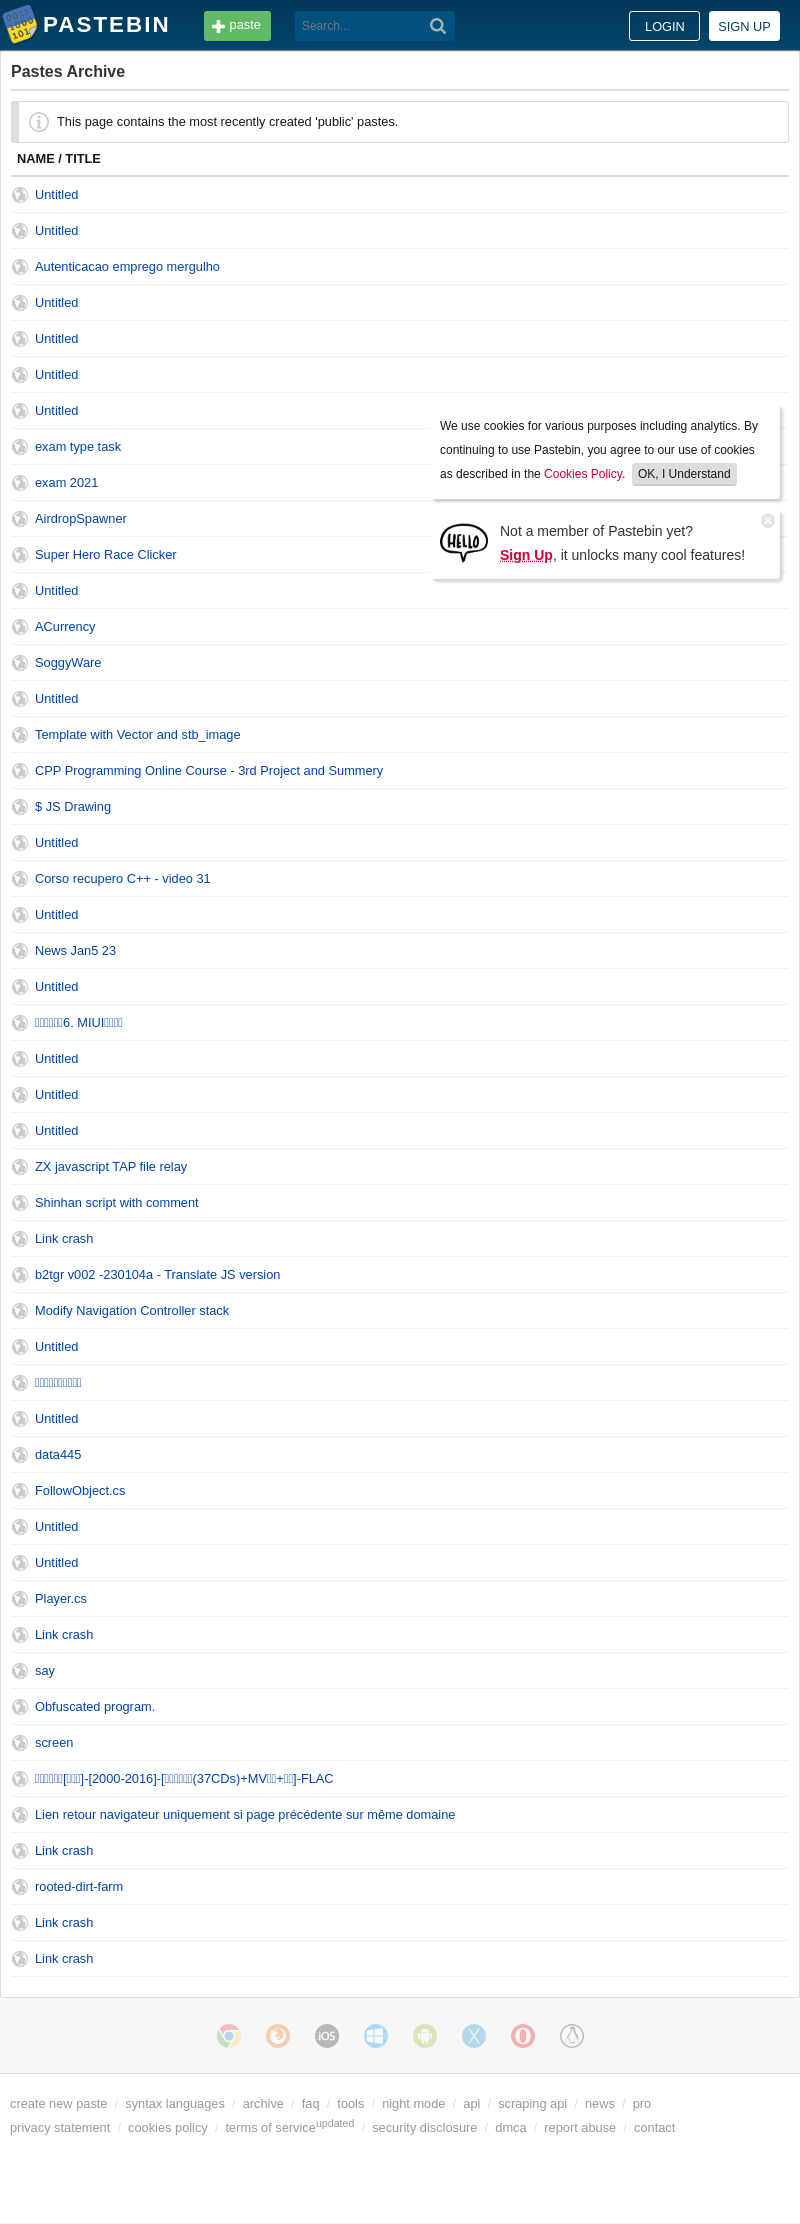 PASTEBIN
paste
Search...
LOGIN
SIGN UP
Pastes Archive
This page contains the most recently created 'public' pastes.
NAME / TITLE
Untitled
Untitled
Autenticacao emprego mergulho
Untitled
Untitled
Untitled
Untitled
We use cookies for various purposes including analytics. By
continuing to use Pastebin, you agree to our use of cookies
as described in the Cookies Policy. OK, I Understand
exam type task
exam 2021
AirdropSpawner
HELLO
Not a member of Pastebin yet?
Sign Up, it unlocks many cool features!
Super Hero Race Clicker
Untitled
ACurrency
SoggyWare
Untitled
Template with Vector and stb_image
CPP Programming Online Course - 3rd Project and Summery
$ JS Drawing
Untitled
Corso recupero C++ - video 31
Untitled
News Jan5 23
Untitled
6. MIUI
Untitled
Untitled
Untitled
ZX javascript TAP file relay
Shinhan script with comment
Link crash
b2tgr v002 -230104a - Translate JS version
Modify Navigation Controller stack
Untitled
Untitled
data445
FollowObject.cs
Untitled
Untitled
Player.cs
Link crash
say
Obfuscated program.
screen
[]-[2000-2016]-[(37CDs)+MV+]-FLAC
Lien retour navigateur uniquement si page précédente sur même domaine
Link crash
rooted-dirt-farm
Link crash
Link crash
iOS
create new paste / syntax languages / archive / faq / tools / night mode / api / scraping api / news / pro
privacy statement / cookies policy / terms of service updated / security disclosure / dmca / report abuse / contact